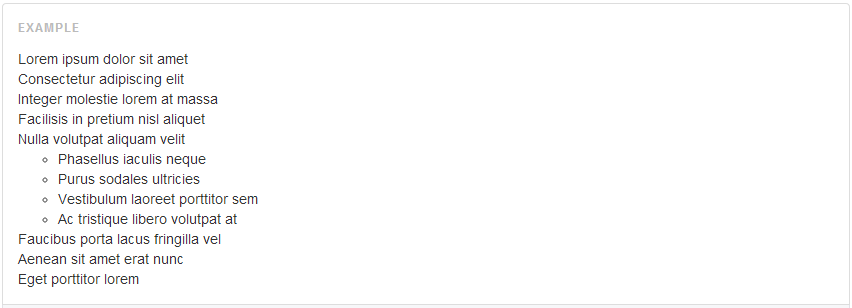 EXAMPLE
Lorem ipsum dolor sit amet
Consectetur adipiscing elit
Integer molestie lorem at massa
Facilisis in pretium nisl aliquet
Nulla volutpat aliquam velit
Phasellus iaculis neque
Purus sodales ultricies
Vestibulum laoreet porttitor sem
Ac tristique libero volutpat at
Faucibus porta lacus fringilla vel
Aenean sit amet erat nunc
Eget porttitor lorem